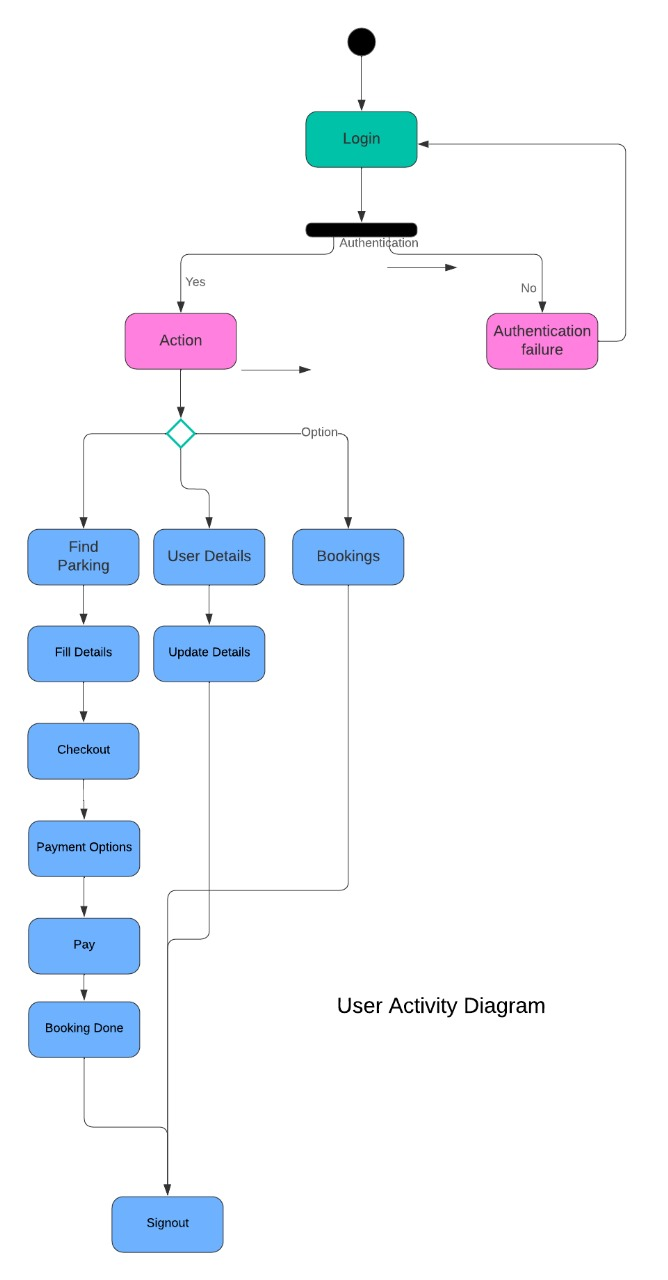 Login
Authentication
Yes
No
Action
Authentication
failure
Option
Find
Parking
User Details
Bookings
Fill Details
Update Details
Checkout
Payment Options
Pay
Booking Done
User Activity Diagram
Signout